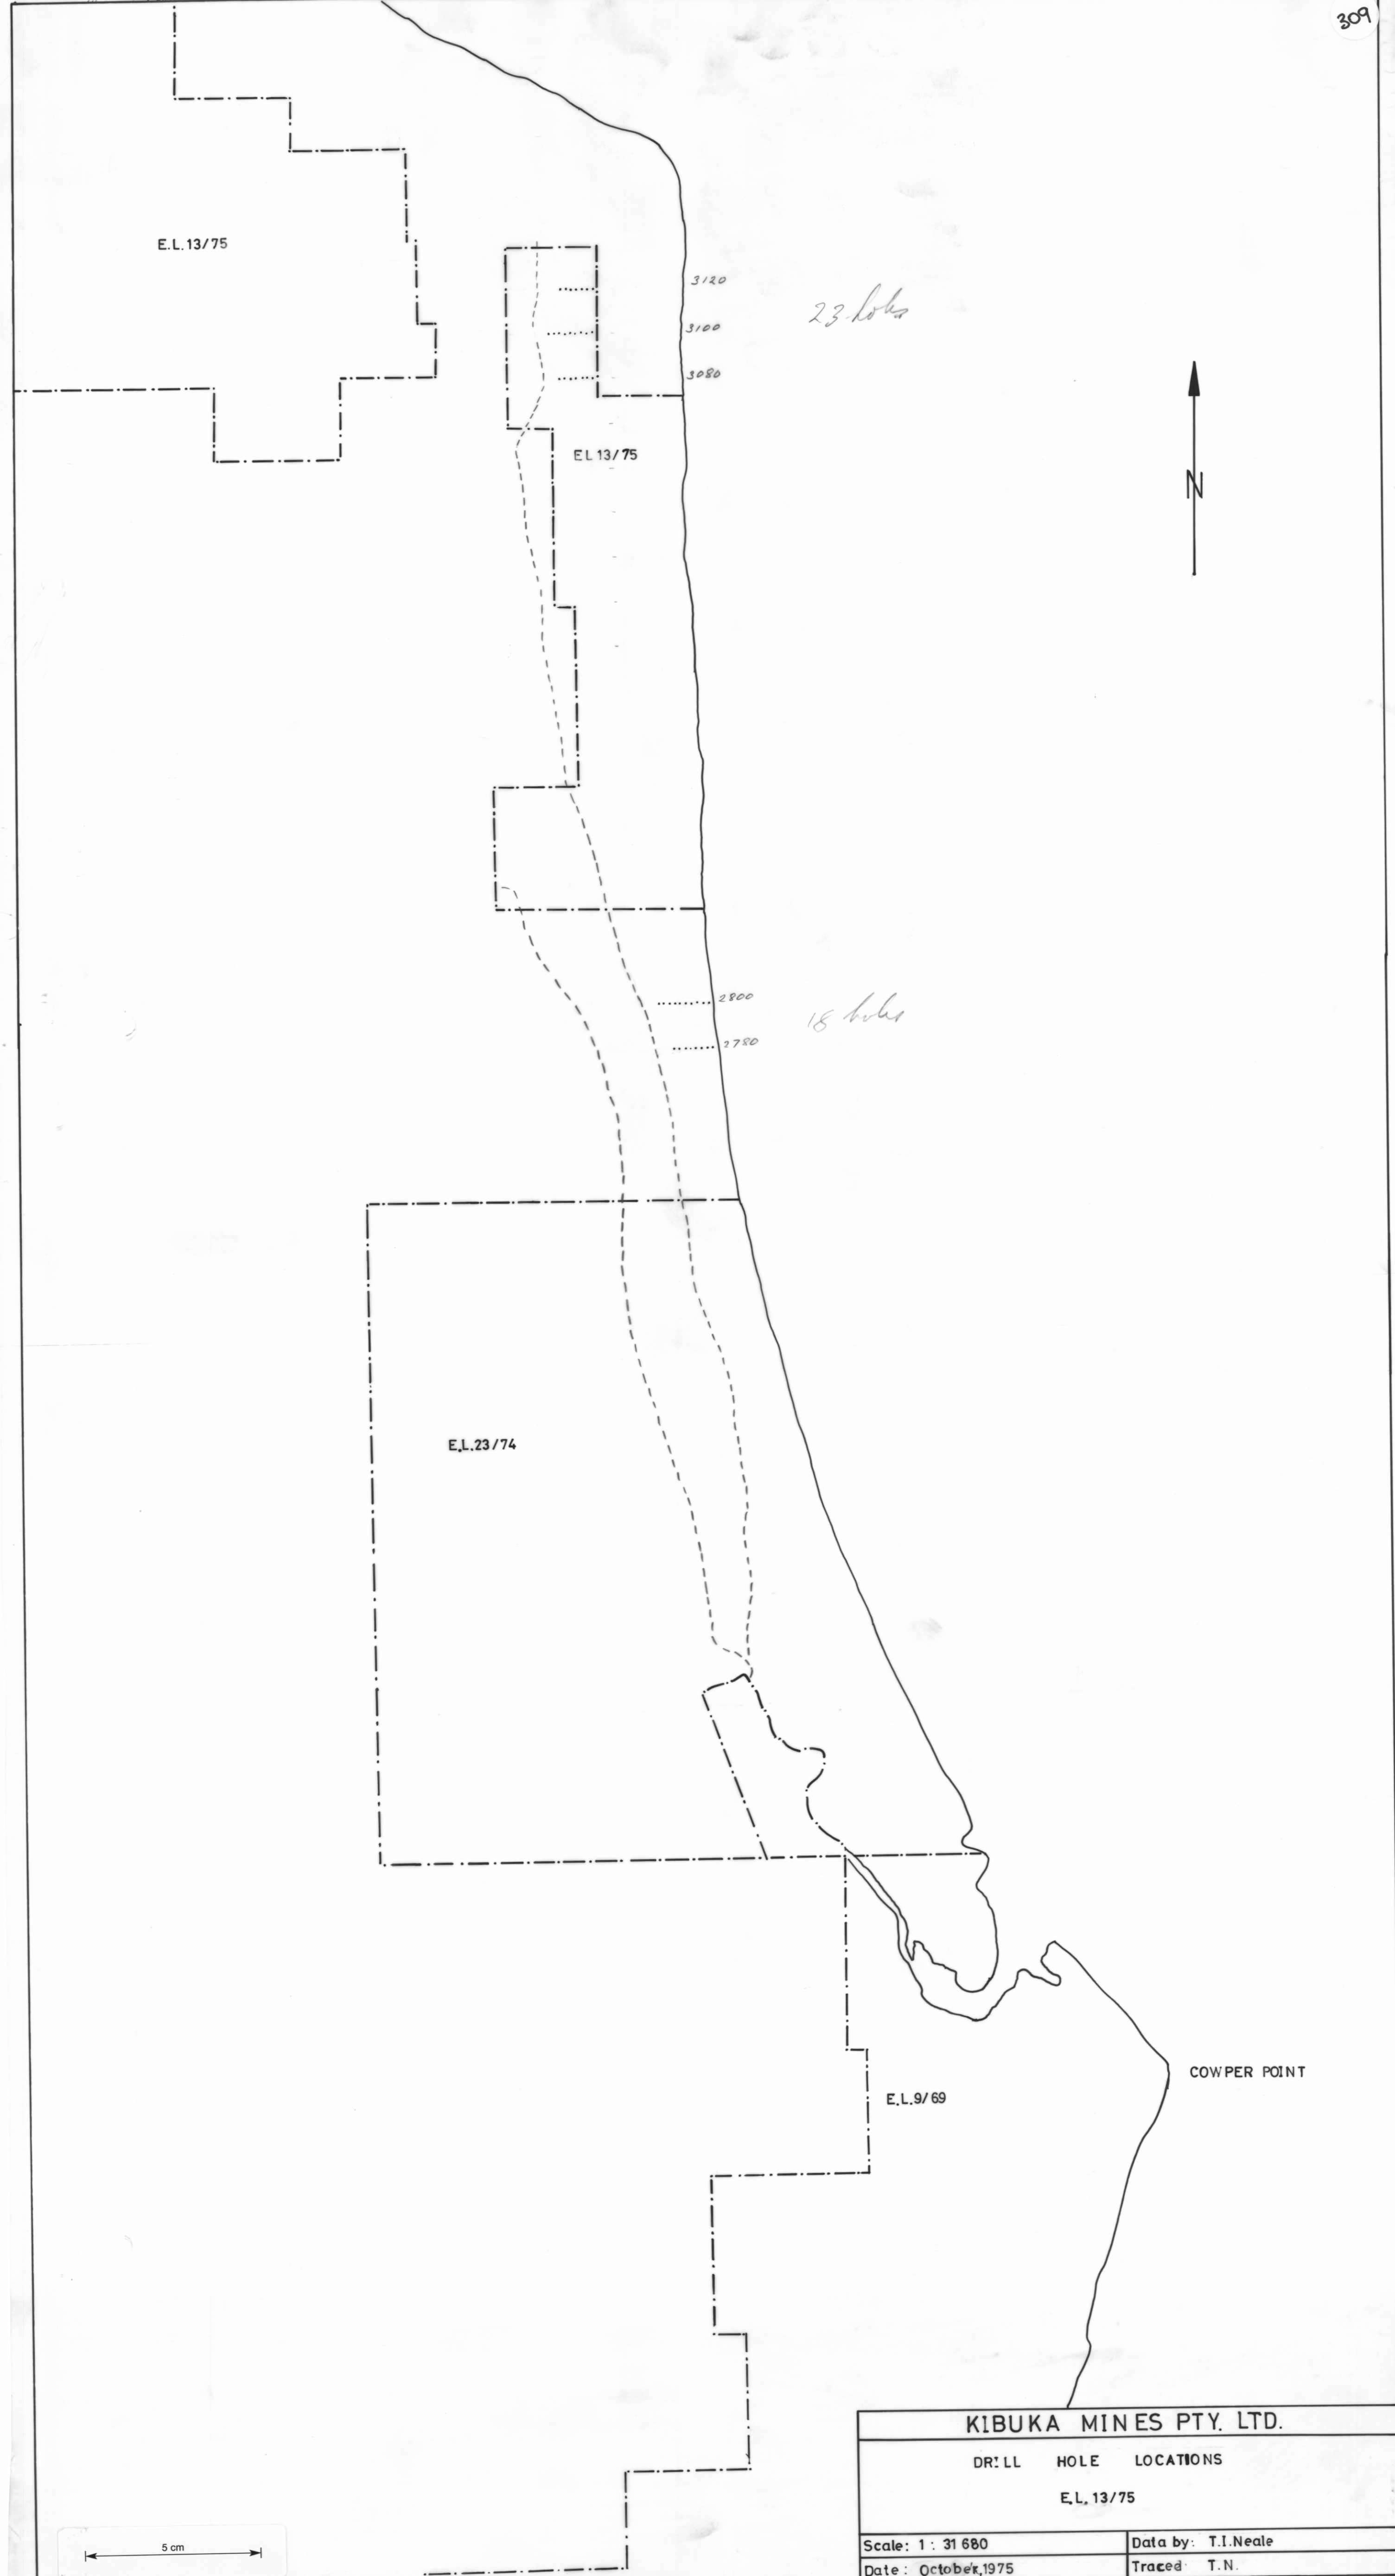 309
E.L.13/75
3120
23 holes
3100
3080
EL 13/75
N
2800
18 holes
2780
E.L.23/74
COWPER POINT
E.L.9/69
KIBUKA MINES PTY. LTD.
DRILL HOLE LOCATIONS
E.L. 13/75
Scale: 1 : 31 680
Data by: T.I.Neale
Date: October,1975
Traced: T.N.
5 cm